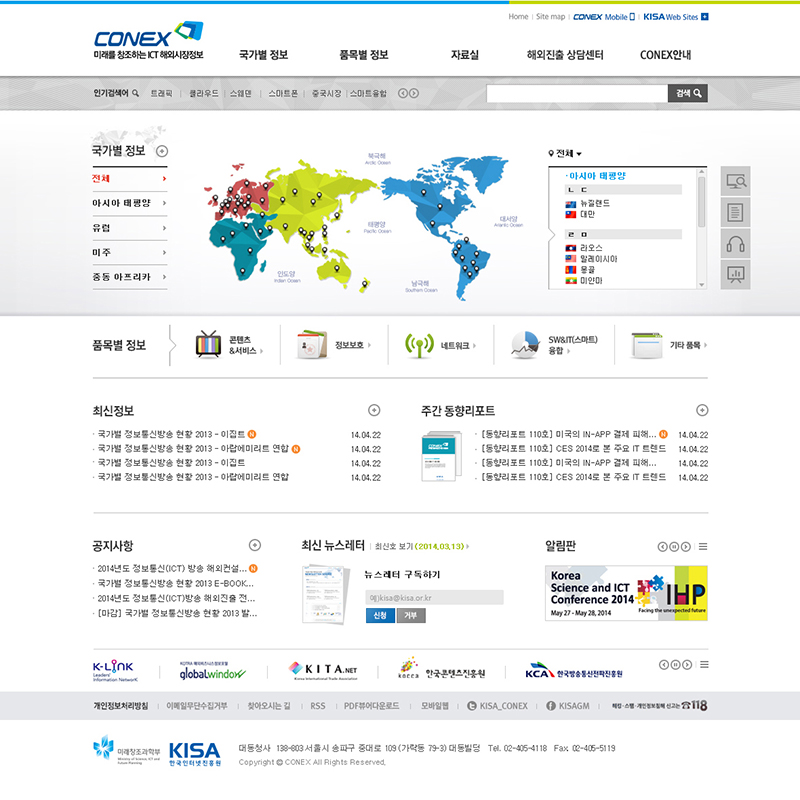 Home | Site map | CONEX Mobile | KISA Web Sites
CONEX
미래를 창조하는 ICT 해외시장정보
국가별 정보 품목별 정보 자료실 해외진출 상담센터 CONEX안내
인기검색어 트래픽 | 클라우드 | 스웨덴 | 스마트폰 | 중국시장 | 스마트융합 검색
국가별 정보
전체
아시아 태평양
유럽
미주
중동 아프리카
북극해
Arctic Ocean
태평양
Pacific Ocean
대서양
Atlantic Ocean
인도양
Indian Ocean
남극해
Southern Ocean
전체
· 아시아 태평양
ㄴ ㄷ
뉴질랜드
대만
ㄹ ㅁ
라오스
말레이시아
몽골
미얀마
품목별 정보
콘텐츠
&서비스
정보보호
네트워크
SW&IT(스마트)
융합
기타 품목
최신정보
· 국가별 정보통신방송 현황 2013 - 이집트 N 14.04.22
· 국가별 정보통신방송 현황 2013 - 아랍에미리트 연합 N 14.04.22
· 국가별 정보통신방송 현황 2013 - 이집트 14.04.22
· 국가별 정보통신방송 현황 2013 - 아랍에미리트 연합 14.04.22
주간 동향리포트
· [동향리포트 110호] 미국의 IN-APP 결제 피해... N 14.04.22
· [동향리포트 110호] CES 2014로 본 주요 IT 트렌드 14.04.22
· [동향리포트 110호] 미국의 IN-APP 결제 피해... 14.04.22
· [동향리포트 110호] CES 2014로 본 주요 IT 트렌드 14.04.22
공지사항
· 2014년도 정보통신(ICT) 방송 해외컨설... N
· 국가별 정보통신방송 현황 2013 E-BOOK...
· 2014년도 정보통신(ICT)방송 해외진출 전...
· [마감] 국가별 정보통신방송 현황 2013 발...
최신 뉴스레터 | 최신호 보기 (2014,03,13)
뉴스레터 구독하기
예)kisa@kisa.or.kr
신청 거부
알림판
Korea
Science and ICT
Conference 2014
May 27 - May 28, 2014
IHP
Facing the unexpected future
K-LINK
Leaders'
Information Network
KOTRA 해외비즈니스정보포털
globalwindow
KITA.NET
Korea International Trade Association
kocca 한국콘텐츠진흥원
KCA 한국방송통신전파진흥원
개인정보처리방침 | 이메일무단수집거부 | 찾아오시는 길 | RSS | PDF뷰어다운로드 | 모바일웹 | KISA_CONEX | KISAGM | 해킹·스팸·개인정보침해 신고는 118
미래창조과학부
Ministry of Science, ICT and
Future Planning
KISA
한국인터넷진흥원
대동청사 138-803 서울시 송파구 중대로 109 (가락동 79-3) 대동빌딩 Tel. 02-405-4118 Fax. 02-405-5119
Copyright © CONEX All Rights Reserved.